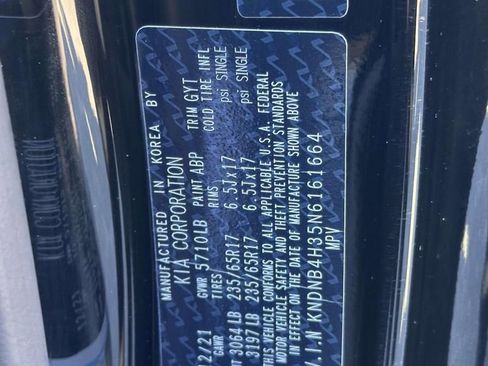 MANUFACTURED IN KOREA BY
KIA CORPORATION
2/21 GVWR 5710LB PAINT ABP TRIM GYT
GAWR TIRES RIMS COLD TIRE INFL
3064LB 235/65R17 6.5Jx17 psi SINGLE
3197LB 235/65R17 6.5Jx17 psi SINGLE
THIS VEHICLE CONFORMS TO ALL APPLICABLE U.S.A. FEDERAL
MOTOR VEHICLE SAFETY AND THEFT PREVENTION STANDARDS
IN EFFECT ON THE DATE OF MANUFACTURE SHOWN ABOVE
V.I.N KNDNB4H35N6161664
MPV